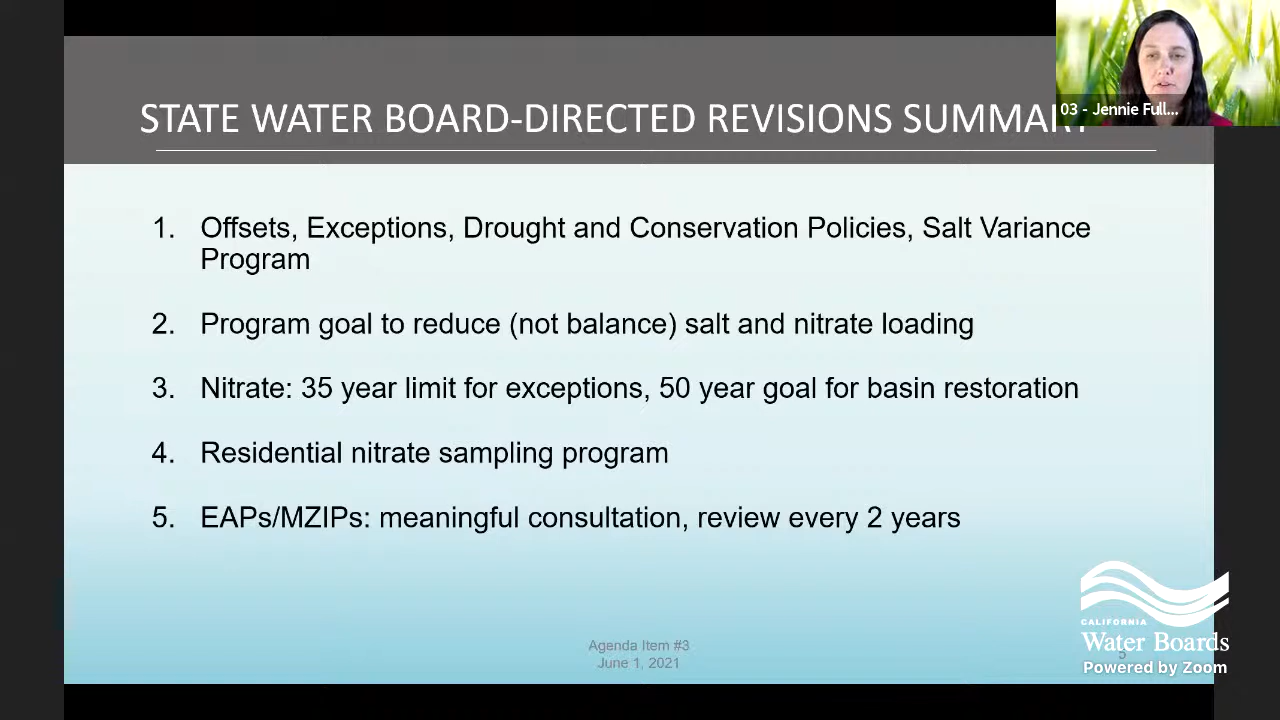 STATE WATER BOARD-DIRECTED REVISIONS SUMMARY
03 - Jennie Full...
1. Offsets, Exceptions, Drought and Conservation Policies, Salt Variance
Program
2. Program goal to reduce (not balance) salt and nitrate loading
3. Nitrate: 35 year limit for exceptions, 50 year goal for basin restoration
4. Residential nitrate sampling program
5. EAPs/MZIPs: meaningful consultation, review every 2 years
Agenda Item #3
June 1, 2021
CALIFORNIA
Water Boards
5
Powered by Zoom